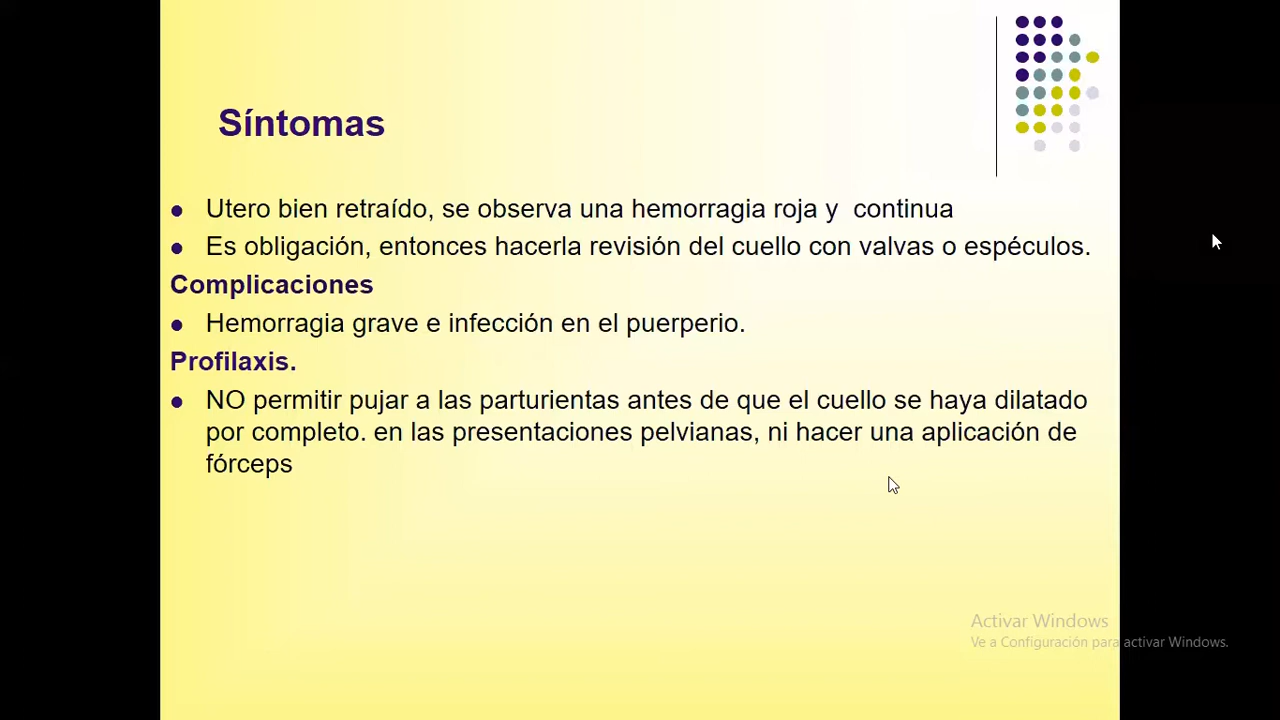 Síntomas
Utero bien retraído, se observa una hemorragia roja y continua
Es obligación, entonces hacerla revisión del cuello con valvas o espéculos.
Complicaciones
Hemorragia grave e infección en el puerperio.
Profilaxis.
NO permitir pujar a las parturientas antes de que el cuello se haya dilatado
por completo. en las presentaciones pelvianas, ni hacer una aplicación de
fórceps
Activar Windows
Ve a Configuración para activar Windows.